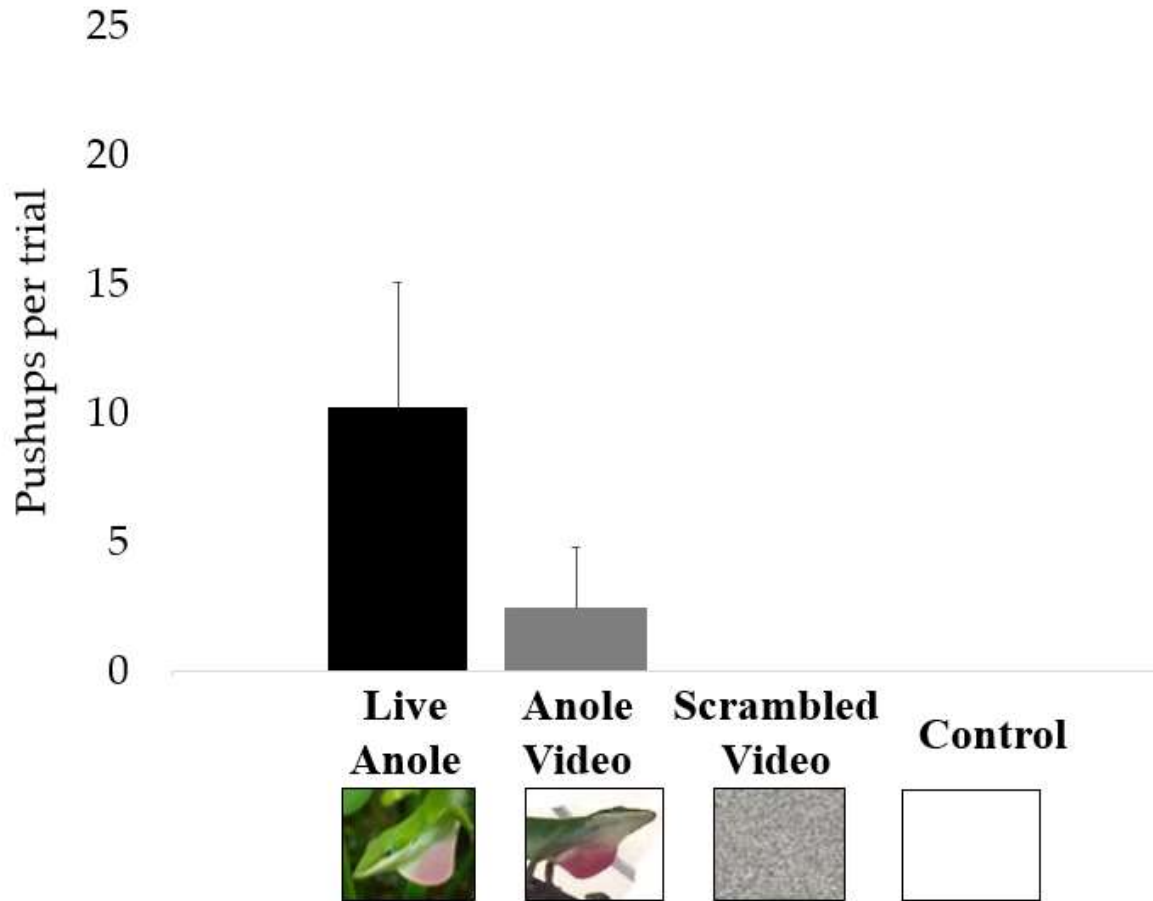 25
20
15
10
5
0
Pushups per trial
Live
Anole
Anole
Video
Scrambled
Video
Control